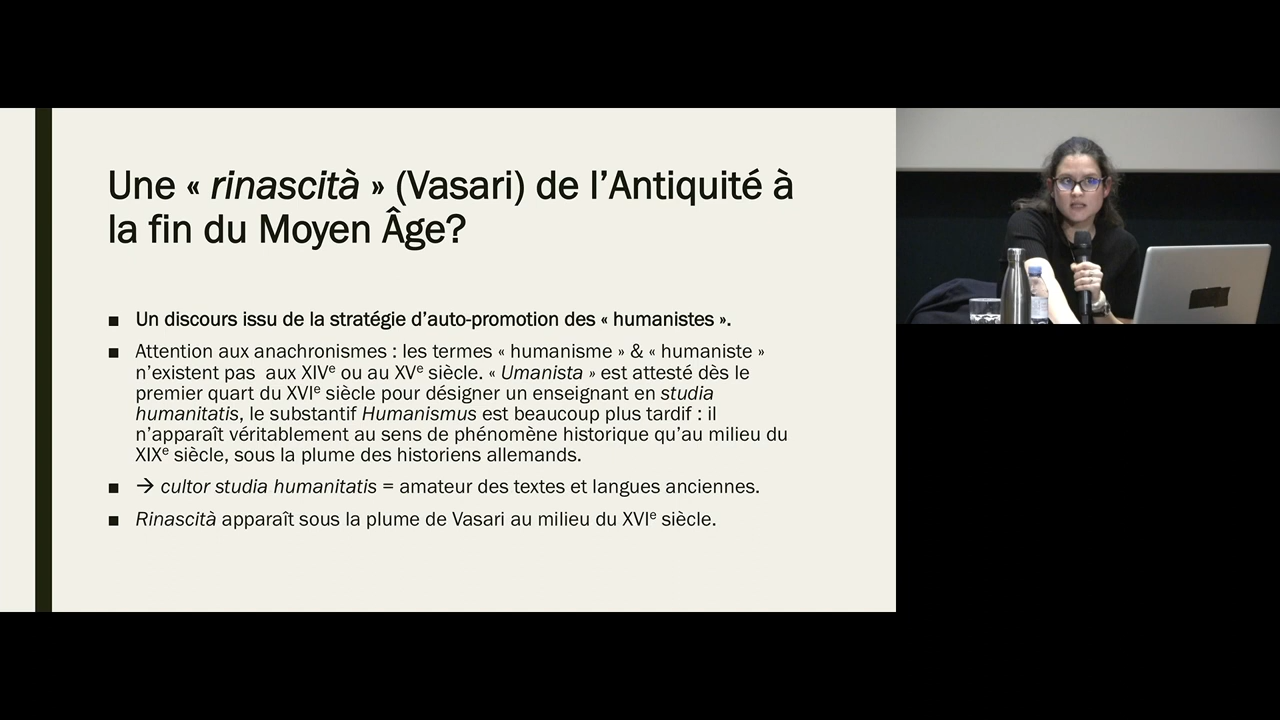 Une « rinascità » (Vasari) de l’Antiquité à
la fin du Moyen Âge?
■ Un discours issu de la stratégie d’auto-promotion des « humanistes ».
■ Attention aux anachronismes : les termes « humanisme » & « humaniste »
n’existent pas aux XIVe ou au XVe siècle. « Umanista » est attesté dès le
premier quart du XVIe siècle pour désigner un enseignant en studia
humanitatis, le substantif Humanismus est beaucoup plus tardif : il
n’apparaît véritablement au sens de phénomène historique qu’au milieu du
XIXe siècle, sous la plume des historiens allemands.
■ → cultor studia humanitatis = amateur des textes et langues anciennes.
■ Rinascità apparaît sous la plume de Vasari au milieu du XVIe siècle.